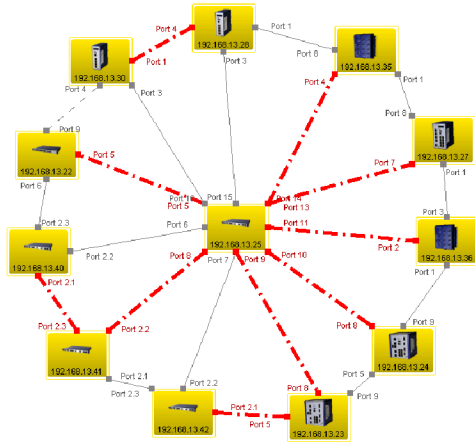 Port 4
192.168.13.28
Port 1
Port 3
Port 8
192.168.13.35
Port 4
Port 1
192.168.13.30
Port 1
Port 4
Port 3
Port 8
192.168.13.27
Port 7
Port 4
Port 9
192.168.13.22
Port 5
Port 6
Port 5
Port 15
Port 14
Port 13
Port 6
Port 11
192.168.13.25
Port 8
Port 7
Port 9
Port 10
Port 3
192.168.13.36
Port 2
Port 1
Port 2.3
192.168.13.40
Port 2.2
Port 2.1
Port 2.3
Port 2.2
192.168.13.41
Port 2.1
Port 2.3
Port 9
Port 8
192.168.13.24
Port 5
Port 2.2
192.168.13.42
Port 2.1
Port 8
Port 5
192.168.13.23
Port 9